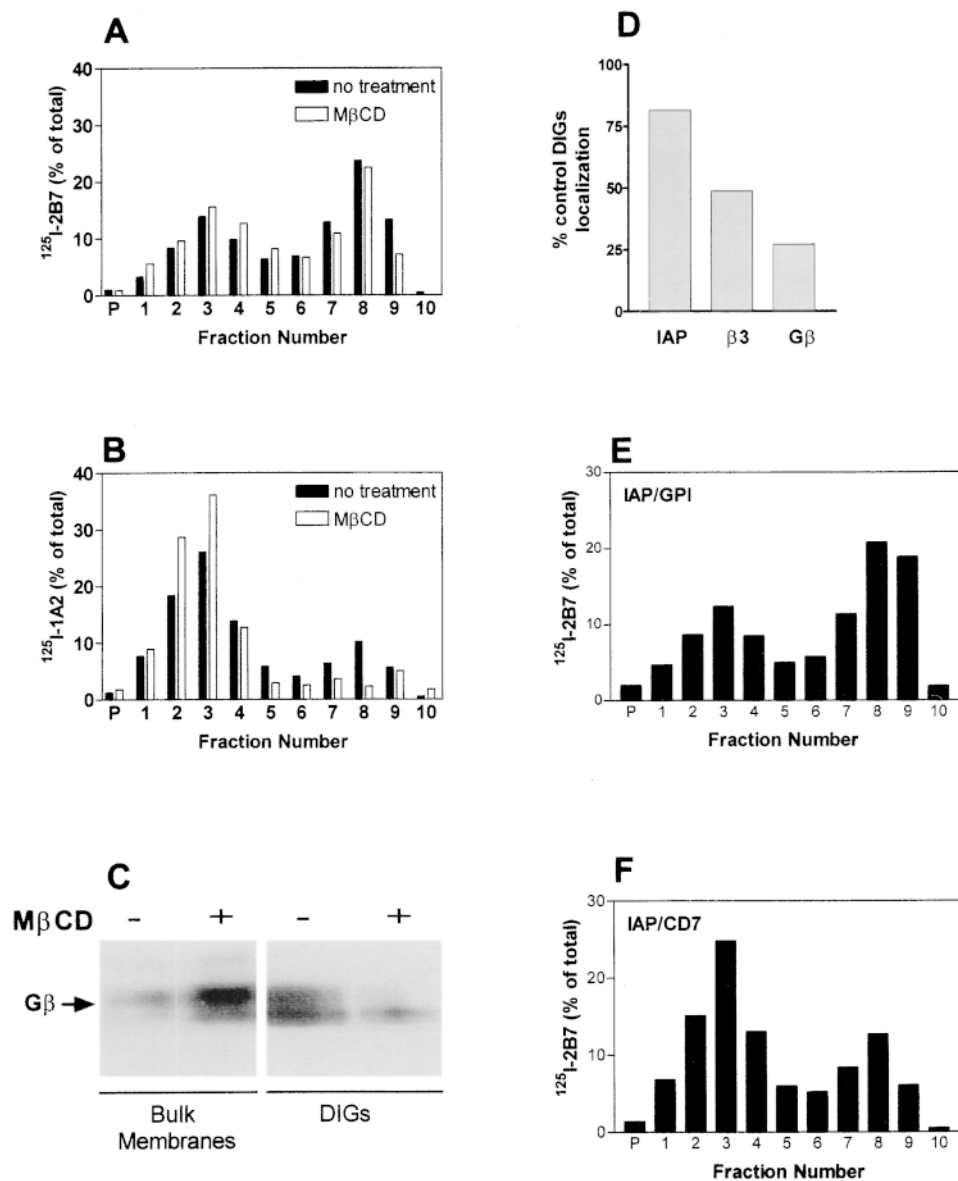 A
40
30
20
10
0
¹²⁵I-2B7 (% of total)
no treatment
MβCD
P 1 2 3 4 5 6 7 8 9 10
Fraction Number
B
40
30
20
10
0
¹²⁵I-1A2 (% of total)
no treatment
MβCD
P 1 2 3 4 5 6 7 8 9 10
Fraction Number
C
MβCD - + - +
Gβ
Bulk
Membranes
DIGs
D
100
75
50
25
0
% control DIGs
localization
IAP β3 Gβ
E
30
20
10
0
¹²⁵I-2B7 (% of total)
IAP/GPI
P 1 2 3 4 5 6 7 8 9 10
Fraction Number
F
30
20
10
0
¹²⁵I-2B7 (% of total)
IAP/CD7
P 1 2 3 4 5 6 7 8 9 10
Fraction Number